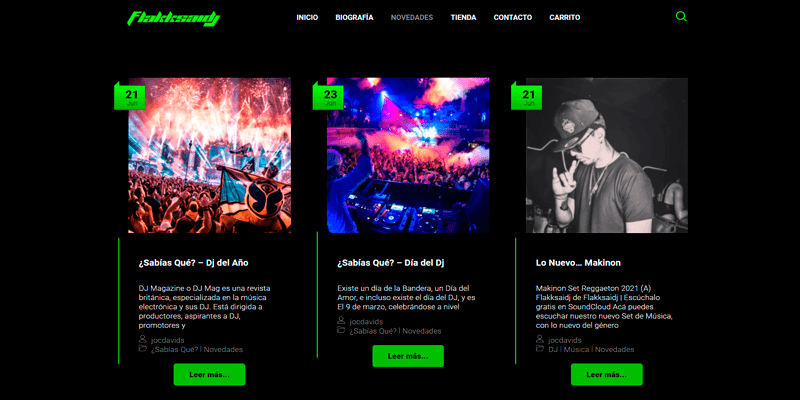 Flakksaidj
INICIO BIOGRAFÍA NOVEDADES TIENDA CONTACTO CARRITO
21
Jun
¿Sabías Qué? – Dj del Año
DJ Magazine o DJ Mag es una revista
británica, especializada en la música
electrónica y sus DJ. Está dirigida a
productores, aspirantes a DJ,
promotores y
jocdavids
¿Sabías Qué? | Novedades
Leer más...
23
Jun
¿Sabías Qué? – Día del Dj
Existe un día de la Bandera, un Día del
Amor, e incluso existe el día del DJ, y es
El 9 de marzo, celebrándose a nivel
jocdavids
¿Sabías Qué? | Novedades
Leer más...
21
Jun
Lo Nuevo... Makinon
Makinon Set Reggaeton 2021 (A)
Flakksaidj de Flakksaidj | Escúchalo
gratis en SoundCloud Acá puedes
escuchar nuestro nuevo Set de Música,
con lo nuevo del género
jocdavids
DJ | Música | Novedades
Leer más...